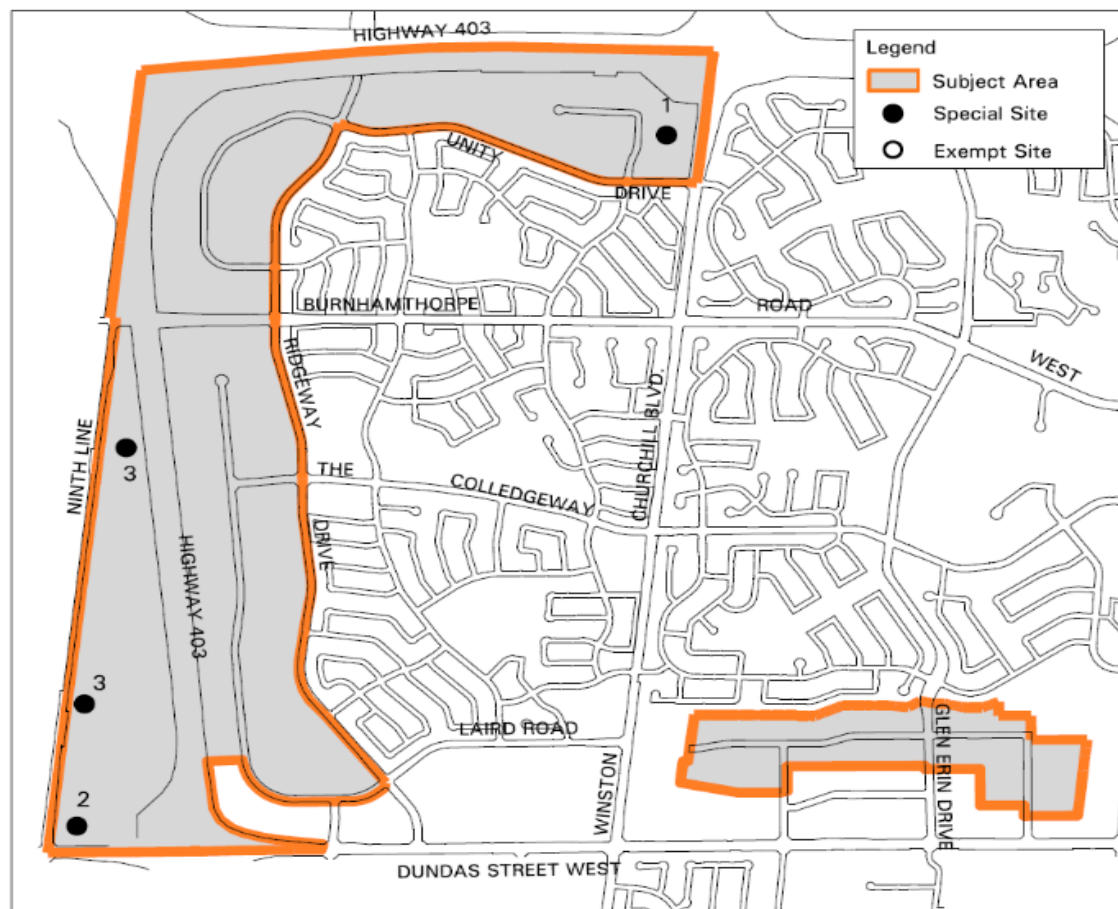 HIGHWAY 403
Legend
Subject Area
Special Site
Exempt Site
1
UNITY
DRIVE
BURNHAMTHORPE
ROAD
WEST
RIDGEWAY
DRIVE
NINTH LINE
3
THE
COLLEDGEWAY
CHURCHILL BLVD.
WINSTON
HIGHWAY 403
3
LAIRD ROAD
GLEN ERIN DRIVE
2
DUNDAS STREET WEST